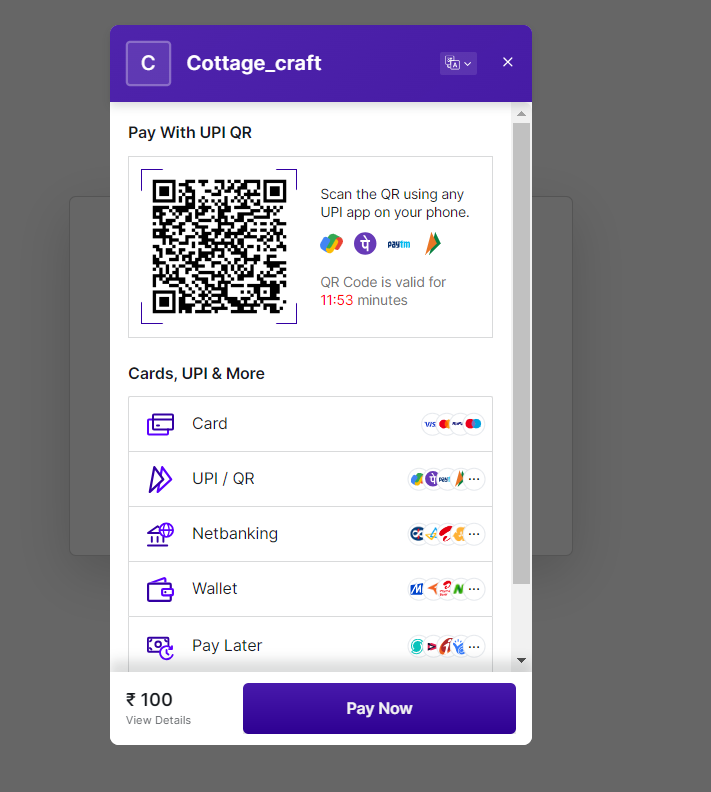 C
Cottage_craft
Pay With UPI QR
Scan the QR using any
UPI app on your phone.
paytm
QR Code is valid for
11:53 minutes
Cards, UPI & More
Card
VISA
UPI / QR
paytm
Netbanking
Wallet
Pay Later
₹ 100
View Details
Pay Now